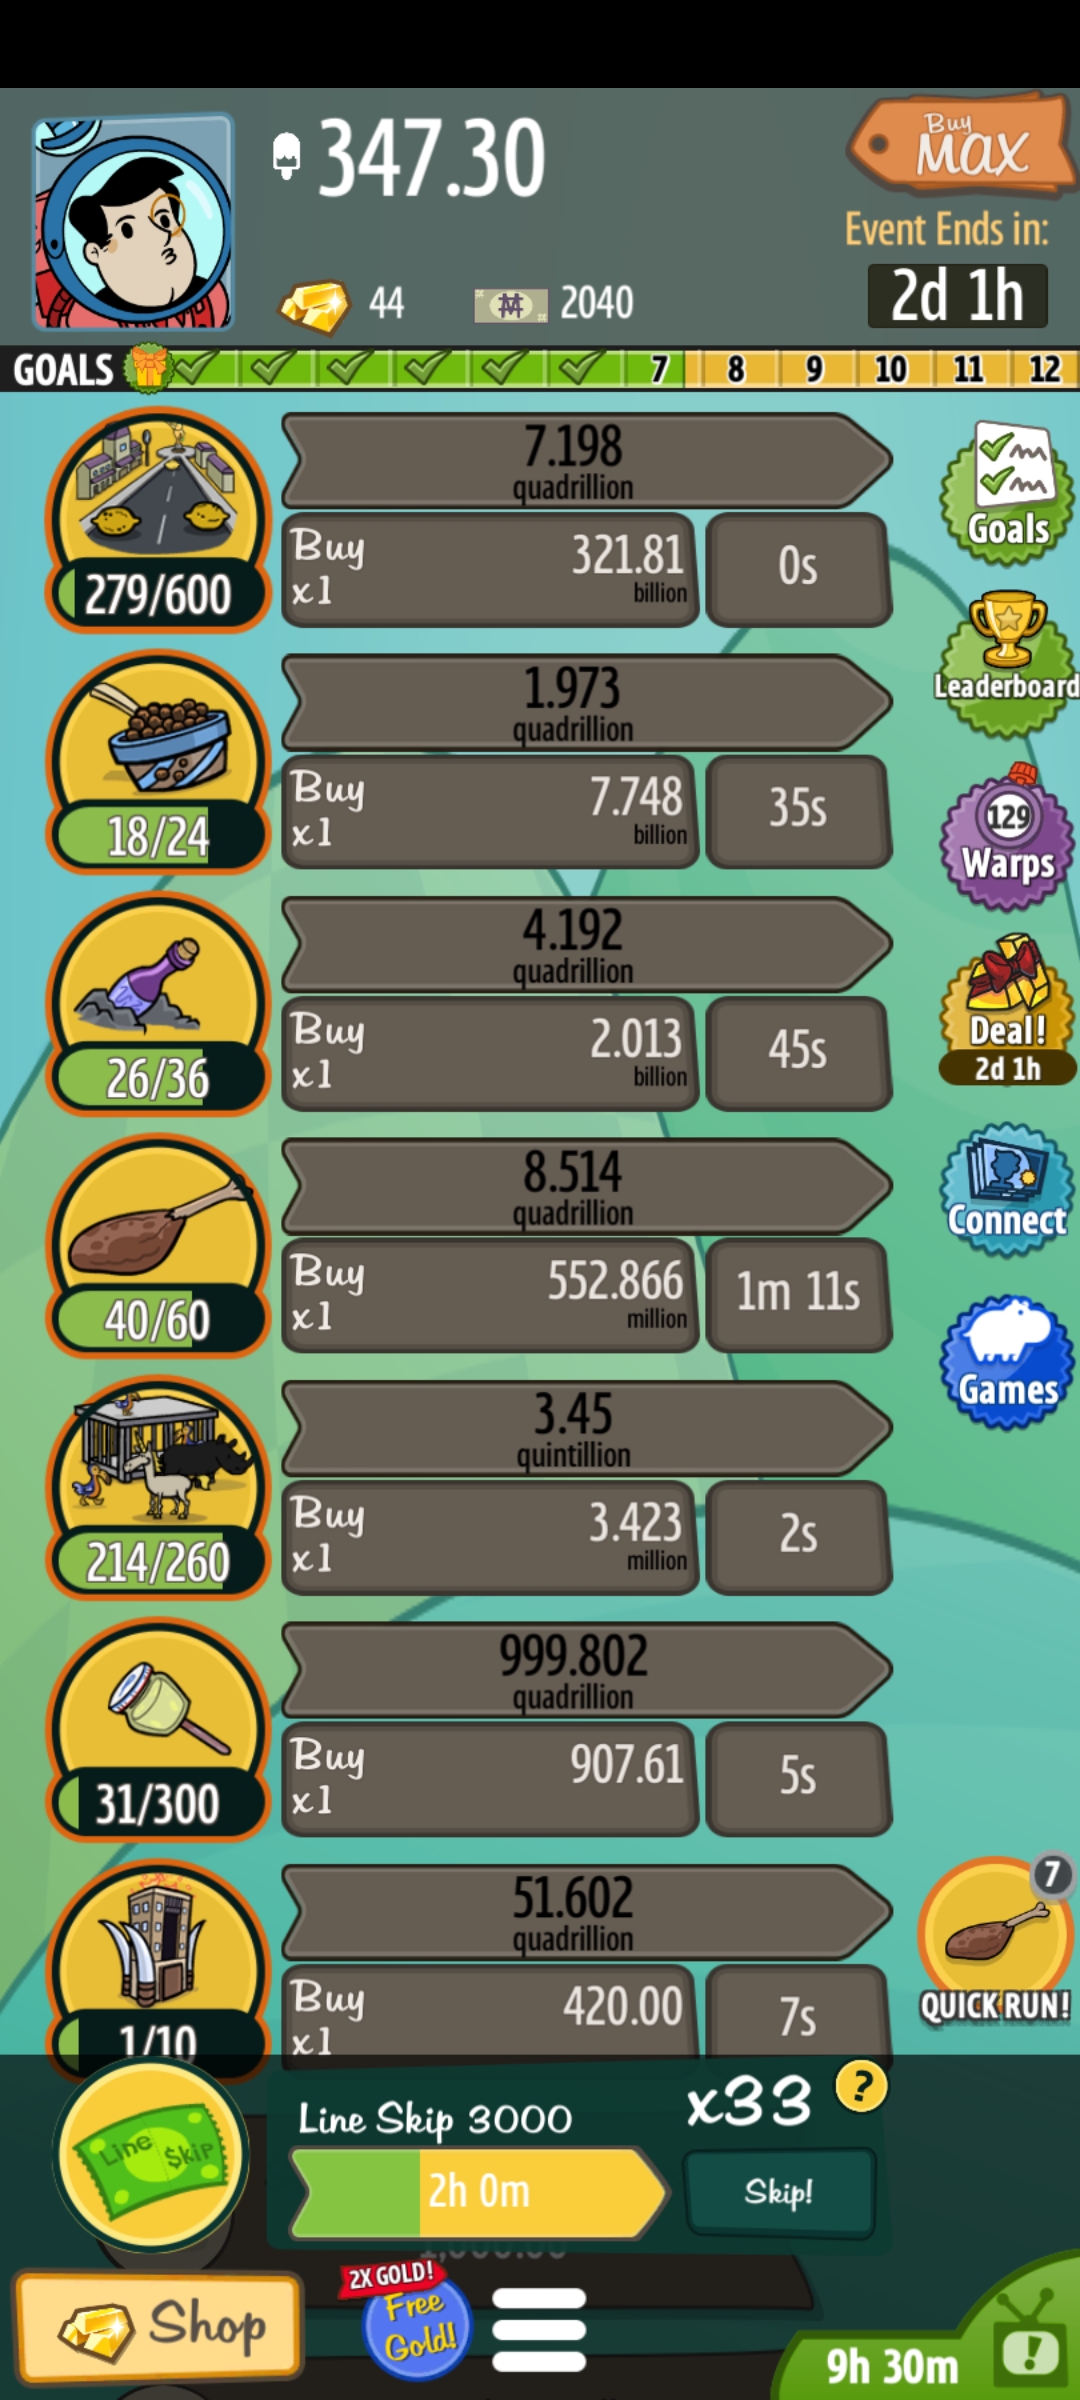 347.30
Buy
MAX
Event Ends in:
2d 1h
44
2040
GOALS
7
8
9
10
11
12
7.198
quadrillion
279/600
Buy
x1
321.81
billion
0s
Goals
Leaderboard
1.973
quadrillion
18/24
Buy
x1
7.748
billion
35s
129
Warps
4.192
quadrillion
26/36
Buy
x1
2.013
billion
45s
Deal!
2d 1h
8.514
quadrillion
40/60
Buy
x1
552.866
million
1m 11s
Connect
Games
3.45
quintillion
214/260
Buy
x1
3.423
million
2s
999.802
quadrillion
31/300
Buy
x1
907.61
5s
51.602
quadrillion
1/10
Buy
x1
420.00
7s
7
QUICK RUN!
Line $kip
Line Skip 3000
x33
?
2h 0m
Skip!
Shop
2X GOLD!
Free
Gold!
9h 30m
!